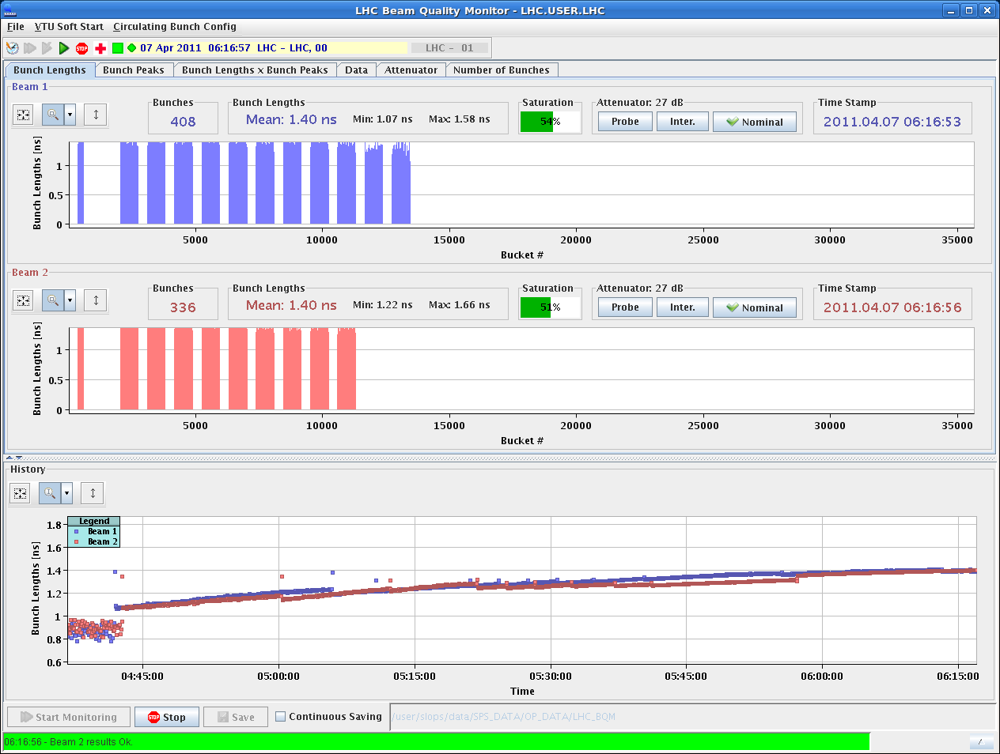 LHC Beam Quality Monitor - LHC.USER.LHC
File VTU Soft Start Circulating Bunch Config
STOP 07 Apr 2011 06:16:57 LHC - LHC, 00 LHC - 01
Bunch Lengths Bunch Peaks Bunch Lengths x Bunch Peaks Data Attenuator Number of Bunches
Beam 1
Bunches Bunch Lengths Saturation Attenuator: 27 dB Time Stamp
408 Mean: 1.40 ns Min: 1.07 ns Max: 1.58 ns 54% Probe Inter. Nominal 2011.04.07 06:16:53
Bunch Lengths [ns]
1
0.5
0
5000 10000 15000 20000 25000 30000 35000
Bucket #
Beam 2
Bunches Bunch Lengths Saturation Attenuator: 27 dB Time Stamp
336 Mean: 1.40 ns Min: 1.22 ns Max: 1.66 ns 51% Probe Inter. Nominal 2011.04.07 06:16:56
Bunch Lengths [ns]
1
0.5
0
5000 10000 15000 20000 25000 30000 35000
Bucket #
History
Legend
Beam 1
Beam 2
Bunch Lengths [ns]
1.8
1.6
1.4
1.2
1
0.8
0.6
04:45:00 05:00:00 05:15:00 05:30:00 05:45:00 06:00:00 06:15:00
Time
Start Monitoring STOP Stop Save Continuous Saving /user/slops/data/SPS_DATA/OP_DATA/LHC_BQM
06:16:56 - Beam 2 results Ok.